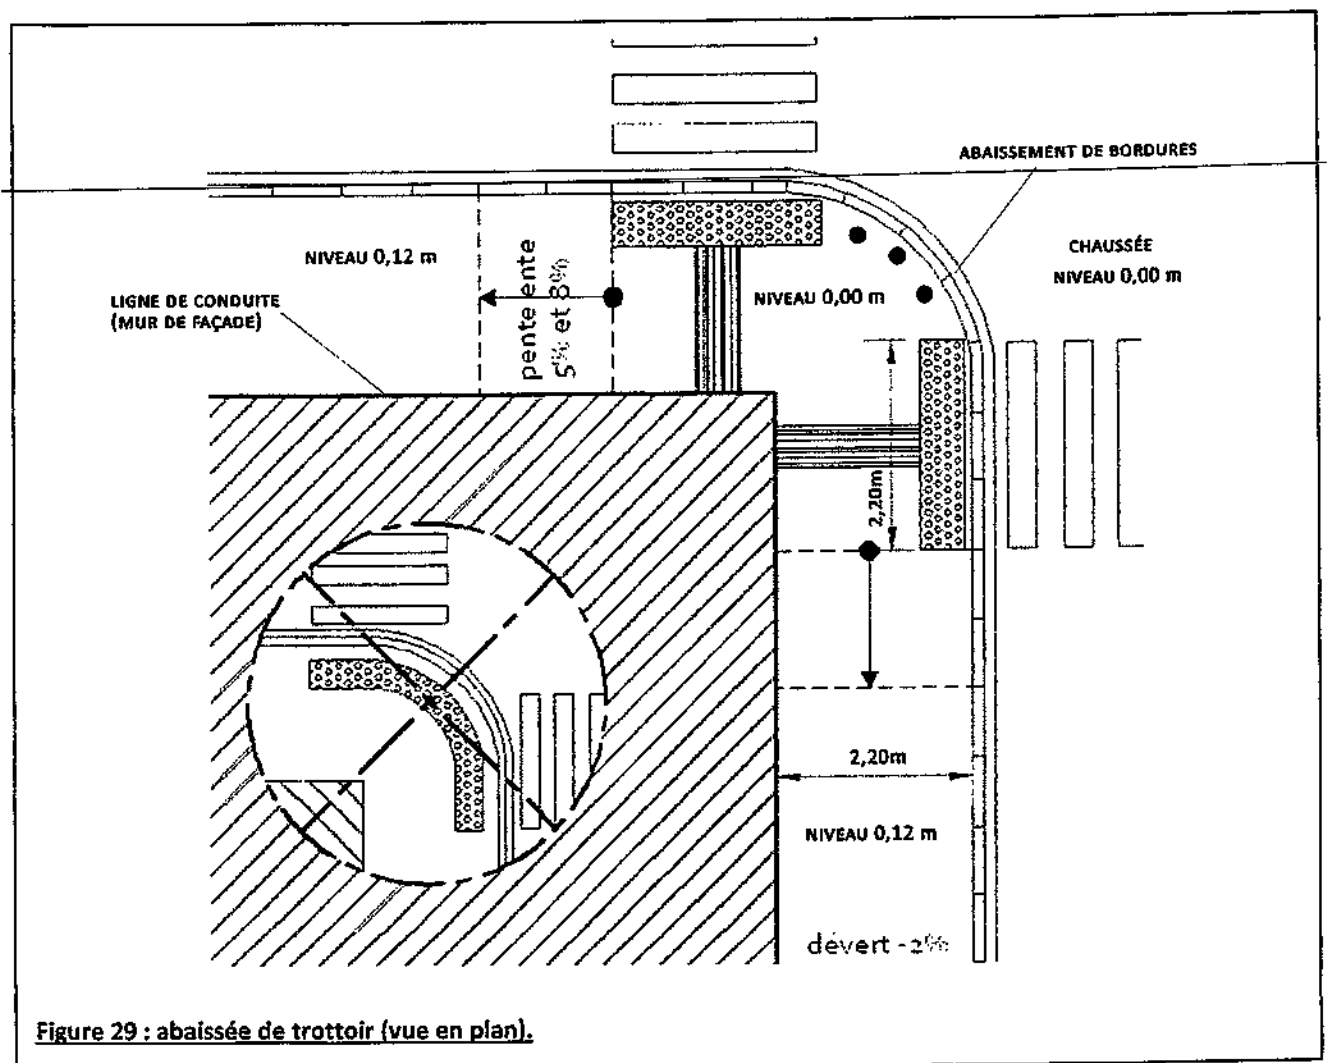 ABAISSEMENT DE BORDURES
NIVEAU 0,12 m
pente ente
5% et 8%
CHAUSSÉE
NIVEAU 0,00 m
LIGNE DE CONDUITE
(MUR DE FAÇADE)
NIVEAU 0,00 m
2,20m
2,20m
NIVEAU 0,12 m
dévert -2%
Figure 29 : abaissée de trottoir (vue en plan).